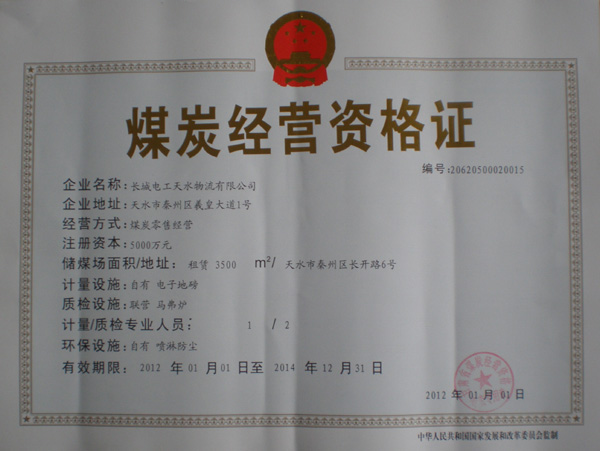 煤炭经营资格证
编号:20620500020015
企业名称:长城电工天水物流有限公司
企业地址:天水市秦州区羲皇大道1号
经营方式:煤炭零售经营
注册资本:5000万元
储煤场面积/地址: 租赁 3500 m²/ 天水市秦州区长开路6号
计量设施:自有 电子地磅
质检设施:联营 马弗炉
计量/质检专业人员: 1 / 2
环保设施:自有 喷淋防尘
有效期限: 2012 年 01 月 01 日至 2014 年 12 月 31 日
2012 年 01 月 01 日
中华人民共和国国家发展和改革委员会监制